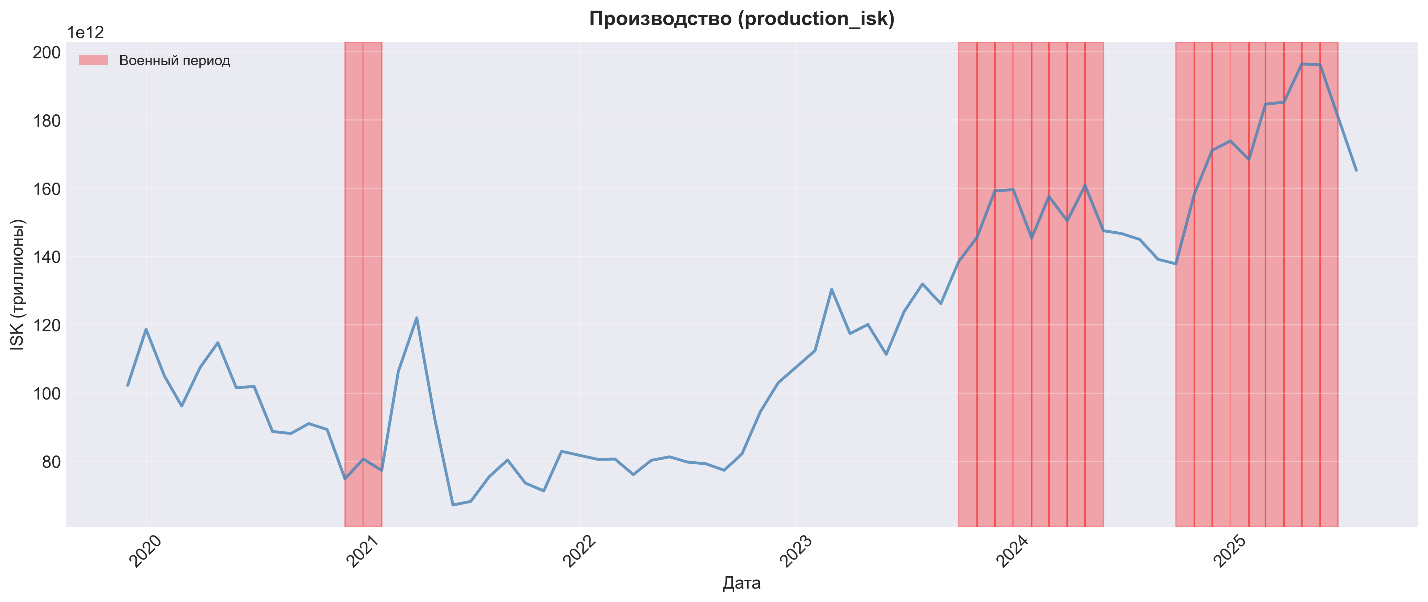 Производство (production_isk)
1e12
Военный период
200
180
160
140
120
100
80
ISK (триллионы)
2020
2021
2022
2023
2024
2025
Дата